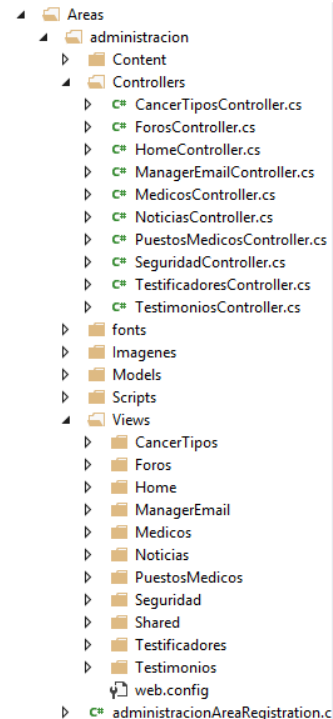 Areas
administracion
Content
Controllers
C# CancerTiposController.cs
C# ForosController.cs
C# HomeController.cs
C# ManagerEmailController.cs
C# MedicosController.cs
C# NoticiasController.cs
C# PuestosMedicosController.cs
C# SeguridadController.cs
C# TestificadoresController.cs
C# TestimoniosController.cs
fonts
Imagenes
Models
Scripts
Views
CancerTipos
Foros
Home
ManagerEmail
Medicos
Noticias
PuestosMedicos
Seguridad
Shared
Testificadores
Testimonios
web.config
C# administracionAreaRegistration.c